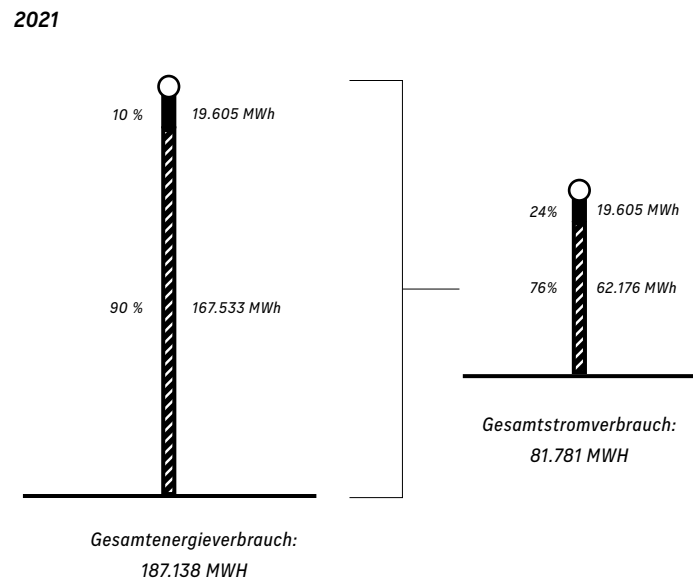 2021
10 % 19.605 MWh
90 % 167.533 MWh
Gesamtenergieverbrauch:
187.138 MWH
24% 19.605 MWh
76% 62.176 MWh
Gesamtstromverbrauch:
81.781 MWH